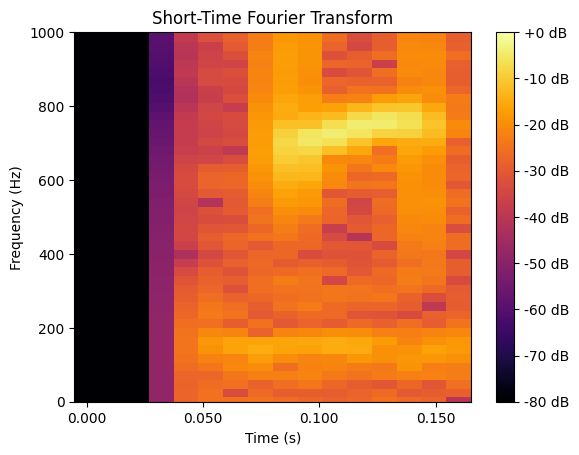 Short-Time Fourier Transform
1000
800
600
400
200
0
Frequency (Hz)
0.000
0.050
0.100
0.150
Time (s)
+0 dB
-10 dB
-20 dB
-30 dB
-40 dB
-50 dB
-60 dB
-70 dB
-80 dB